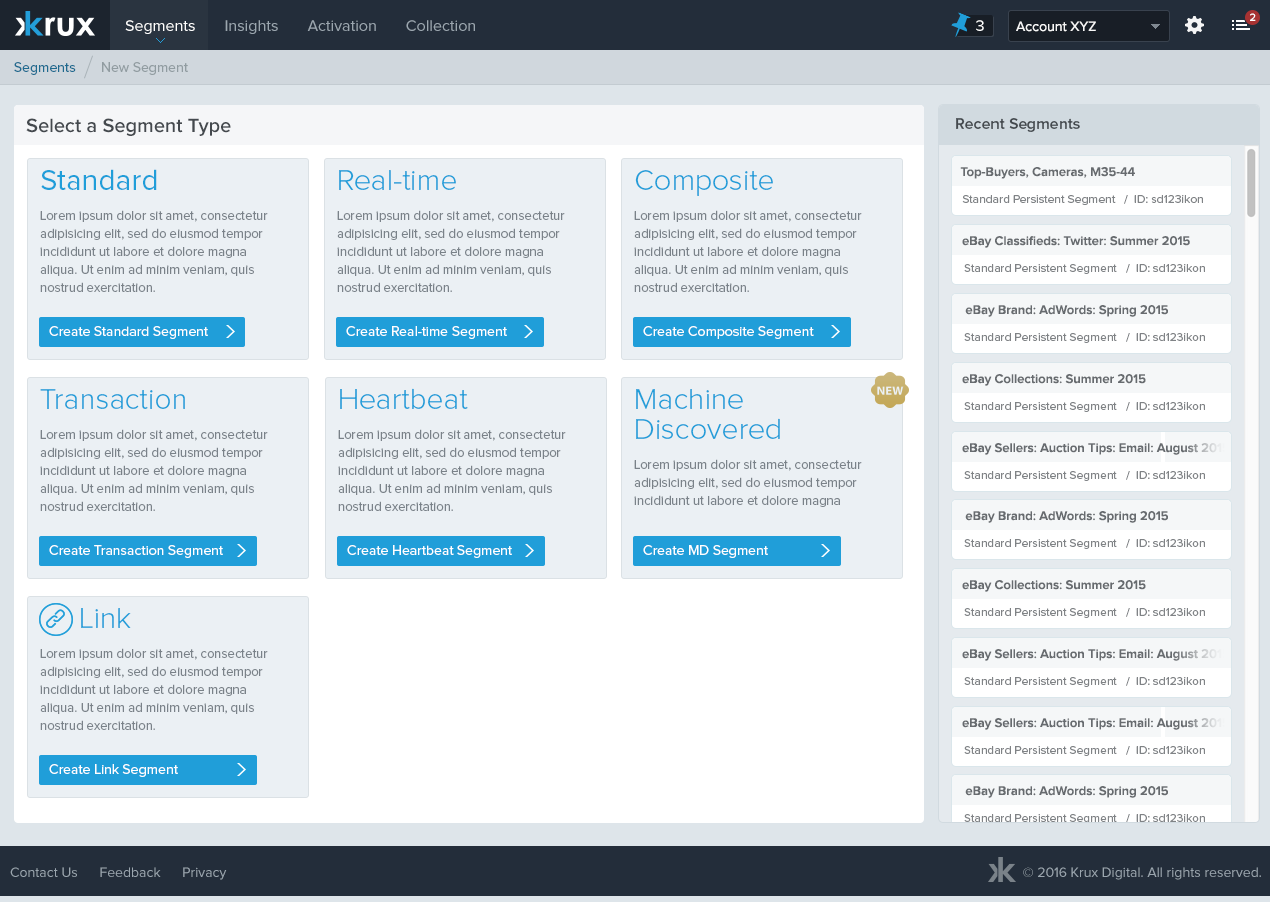 krux
Segments
Insights
Activation
Collection
3
Account XYZ
2
Segments
New Segment
Select a Segment Type
Standard
Lorem ipsum dolor sit amet, consectetur
adipisicing elit, sed do eiusmod tempor
incididunt ut labore et dolore magna
aliqua. Ut enim ad minim veniam, quis
nostrud exercitation.
Create Standard Segment
Real-time
Lorem ipsum dolor sit amet, consectetur
adipisicing elit, sed do eiusmod tempor
incididunt ut labore et dolore magna
aliqua. Ut enim ad minim veniam, quis
nostrud exercitation.
Create Real-time Segment
Composite
Lorem ipsum dolor sit amet, consectetur
adipisicing elit, sed do eiusmod tempor
incididunt ut labore et dolore magna
aliqua. Ut enim ad minim veniam, quis
nostrud exercitation.
Create Composite Segment
Transaction
Lorem ipsum dolor sit amet, consectetur
adipisicing elit, sed do eiusmod tempor
incididunt ut labore et dolore magna
aliqua. Ut enim ad minim veniam, quis
nostrud exercitation.
Create Transaction Segment
Heartbeat
Lorem ipsum dolor sit amet, consectetur
adipisicing elit, sed do eiusmod tempor
incididunt ut labore et dolore magna
aliqua. Ut enim ad minim veniam, quis
nostrud exercitation.
Create Heartbeat Segment
NEW
Machine
Discovered
Lorem ipsum dolor sit amet, consectetur
adipisicing elit, sed do eiusmod tempor
incididunt ut labore et dolore magna
Create MD Segment
Link
Lorem ipsum dolor sit amet, consectetur
adipisicing elit, sed do eiusmod tempor
incididunt ut labore et dolore magna
aliqua. Ut enim ad minim veniam, quis
nostrud exercitation.
Create Link Segment
Recent Segments
Top-Buyers, Cameras, M35-44
Standard Persistent Segment / ID: sd123ikon
eBay Classifieds: Twitter: Summer 2015
Standard Persistent Segment / ID: sd123ikon
eBay Brand: AdWords: Spring 2015
Standard Persistent Segment / ID: sd123ikon
eBay Collections: Summer 2015
Standard Persistent Segment / ID: sd123ikon
eBay Sellers: Auction Tips: Email: August
Standard Persistent Segment / ID: sd123ikon
eBay Brand: AdWords: Spring 2015
Standard Persistent Segment / ID: sd123ikon
eBay Collections: Summer 2015
Standard Persistent Segment / ID: sd123ikon
eBay Sellers: Auction Tips: Email: August
Standard Persistent Segment / ID: sd123ikon
eBay Sellers: Auction Tips: Email: August
Standard Persistent Segment / ID: sd123ikon
eBay Brand: AdWords: Spring 2015
Standard Persistent Segment / ID: sd123ikon
Contact Us
Feedback
Privacy
© 2016 Krux Digital. All rights reserved.